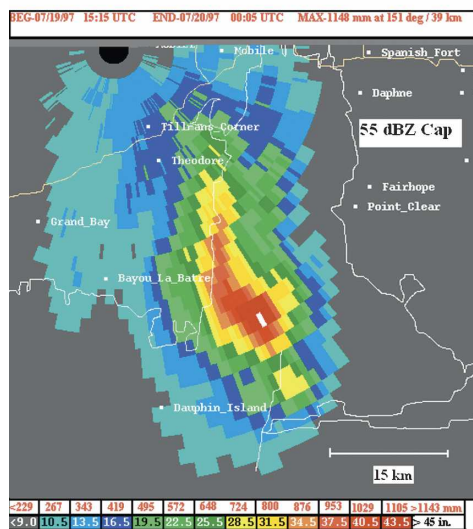 BEG-07/19/97 15:15 UTC END-07/20/97 00:05 UTC MAX-1148 mm at 151 deg / 39 km
Mobile
Spanish_Fort
Daphne
55 dBZ Cap
Tillmans_Corner
Theodore
Fairhope
Point_Clear
Grand_Bay
Bayou_La_Batre
Dauphin_Island
15 km
<229 267 343 419 495 572 648 724 800 876 953 1029 1105 >1143 mm
<9.0 10.5 13.5 16.5 19.5 22.5 25.5 28.5 31.5 34.5 37.5 40.5 43.5 > 45 in.